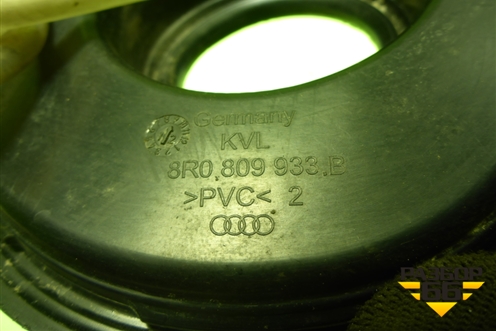 Germany
KVL
8R0.809 933.B
>PVC< 2